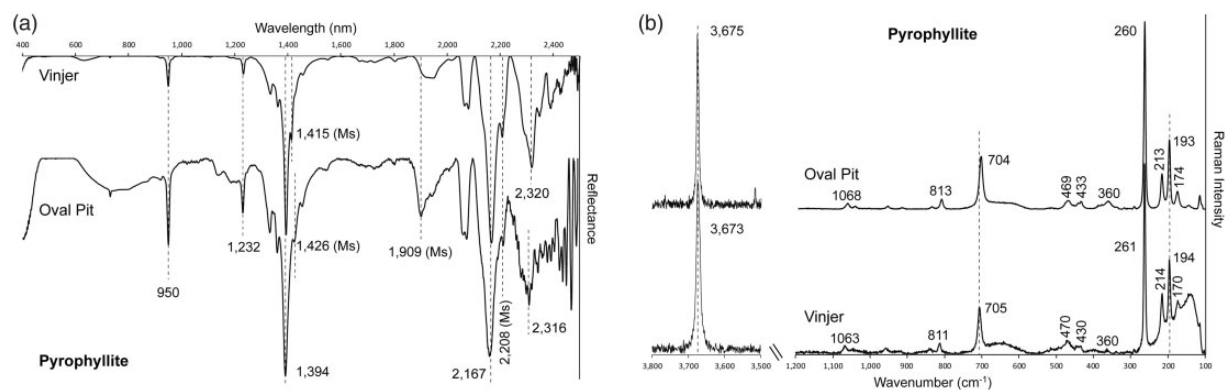 (a)
Wavelength (nm)
400 600 800 1,000 1,200 1,400 1,600 1,800 2,000 2,200 2,400
Vinjer
1,415 (Ms)
2,320
Oval Pit
1,232
1,426 (Ms)
1,909 (Ms)
950
2,208 (Ms)
2,316
Pyrophyllite
1,394
2,167
Reflectance
(b)
3,675
Pyrophyllite
260
Oval Pit
1068
813
704
469
433
360
213
193
174
3,673
261
Vinjer
1063
811
705
470
430
360
214
194
170
3,800 3,700 3,600 3,500
1,200 1,100 1,000 900 800 700 600 500 400 300 200 100
Wavenumber (cm⁻¹)
Raman Intensity